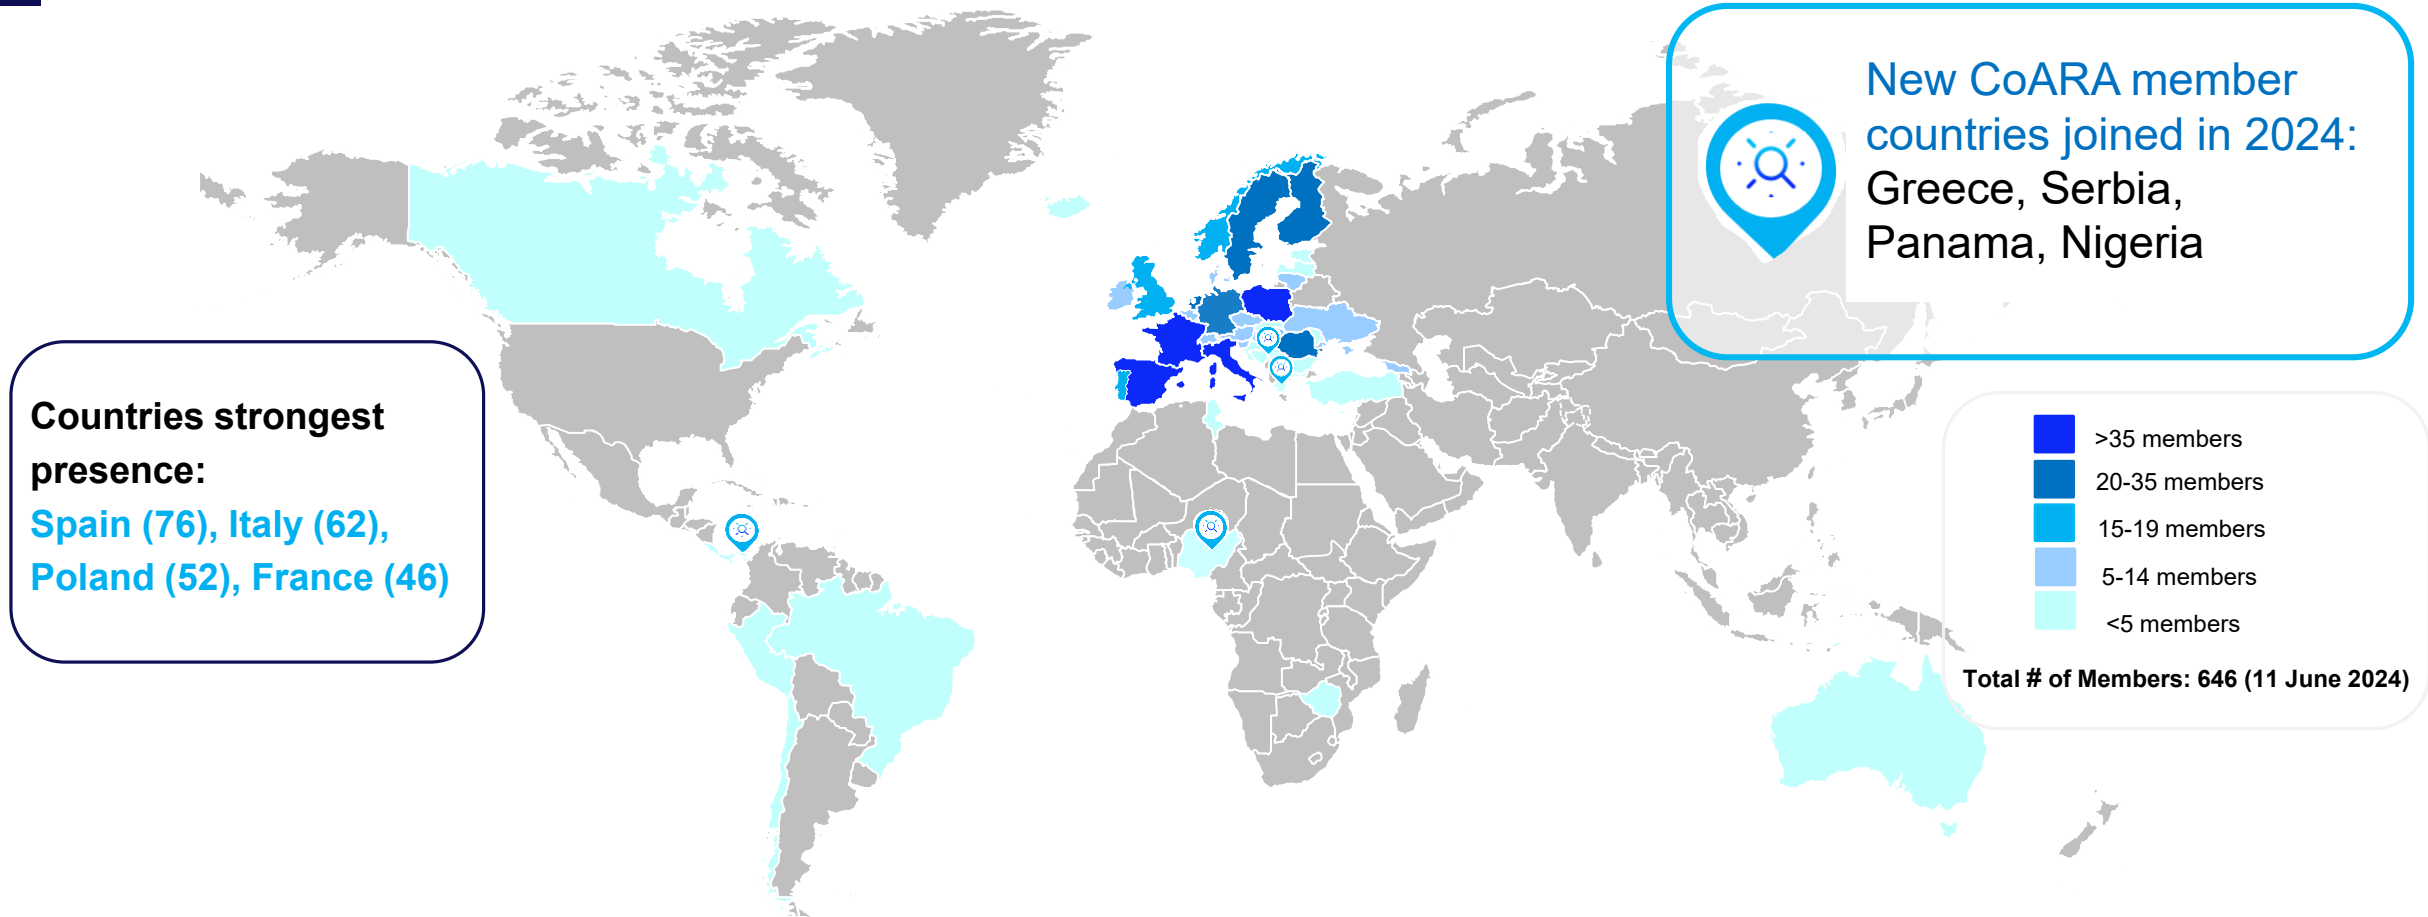 New CoARA member
countries joined in 2024:
Greece, Serbia,
Panama, Nigeria
Countries strongest
presence:
Spain (76), Italy (62),
Poland (52), France (46)
>35 members
20-35 members
15-19 members
5-14 members
<5 members
Total # of Members: 646 (11 June 2024)